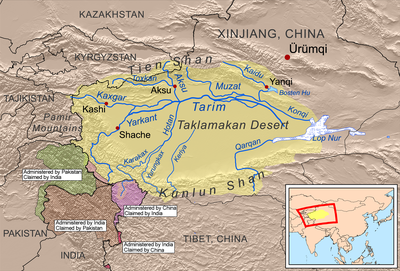 KAZAKHSTAN
XINJIANG, CHINA
Ürümqi
KYRGYZSTAN
Tien Shan
Toxkan
Aksu
Aksu
Muzat
Kaidu
Yanqi
Bosten Hu
TAJIKISTAN
Kaxgar
Kashi
Tarim
Konqi
Pamir
Mountains
Yarkant
Shache
Hotan
Taklamakan Desert
Lop Nur
Karakax
Yurungkax
Keriya
Qarqan
Administered by Pakistan
Claimed by India
Kunlun Shan
Administered by China
Claimed by India
Administered by India
Claimed by Pakistan
Administered by India
Claimed by China
PAKISTAN
INDIA
TIBET, CHINA